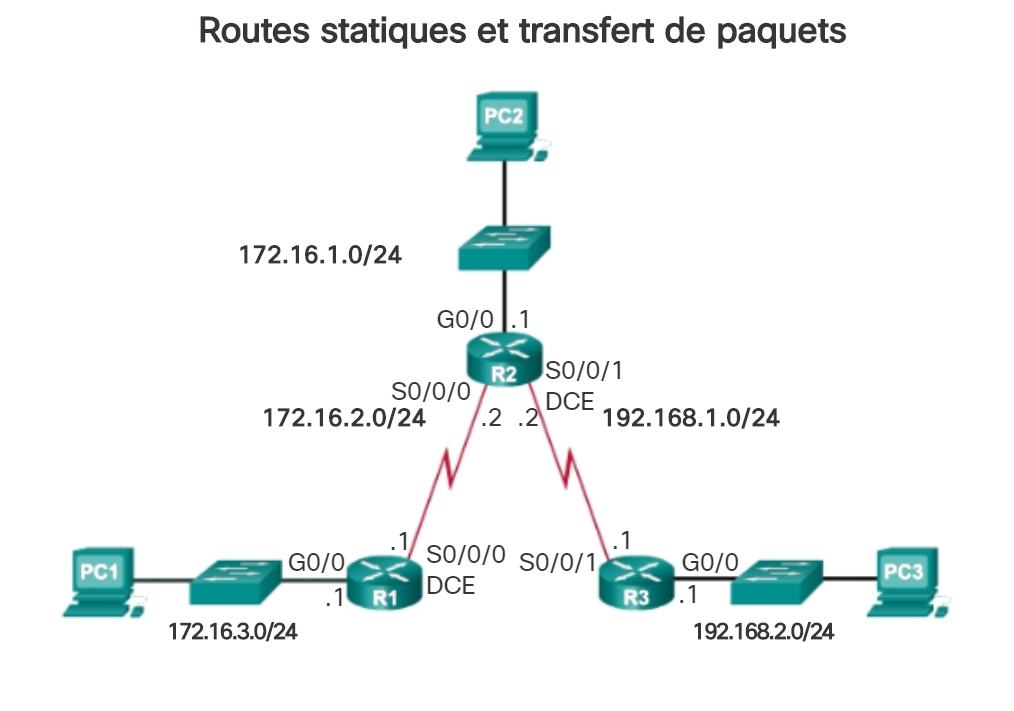 Routes statiques et transfert de paquets
PC2
172.16.1.0/24
G0/0 .1
R2
S0/0/1
DCE
S0/0/0
172.16.2.0/24
.2 .2
192.168.1.0/24
.1
S0/0/0
DCE
S0/0/1
.1
PC1
G0/0
.1
R1
R3
G0/0
.1
PC3
172.16.3.0/24
192.168.2.0/24